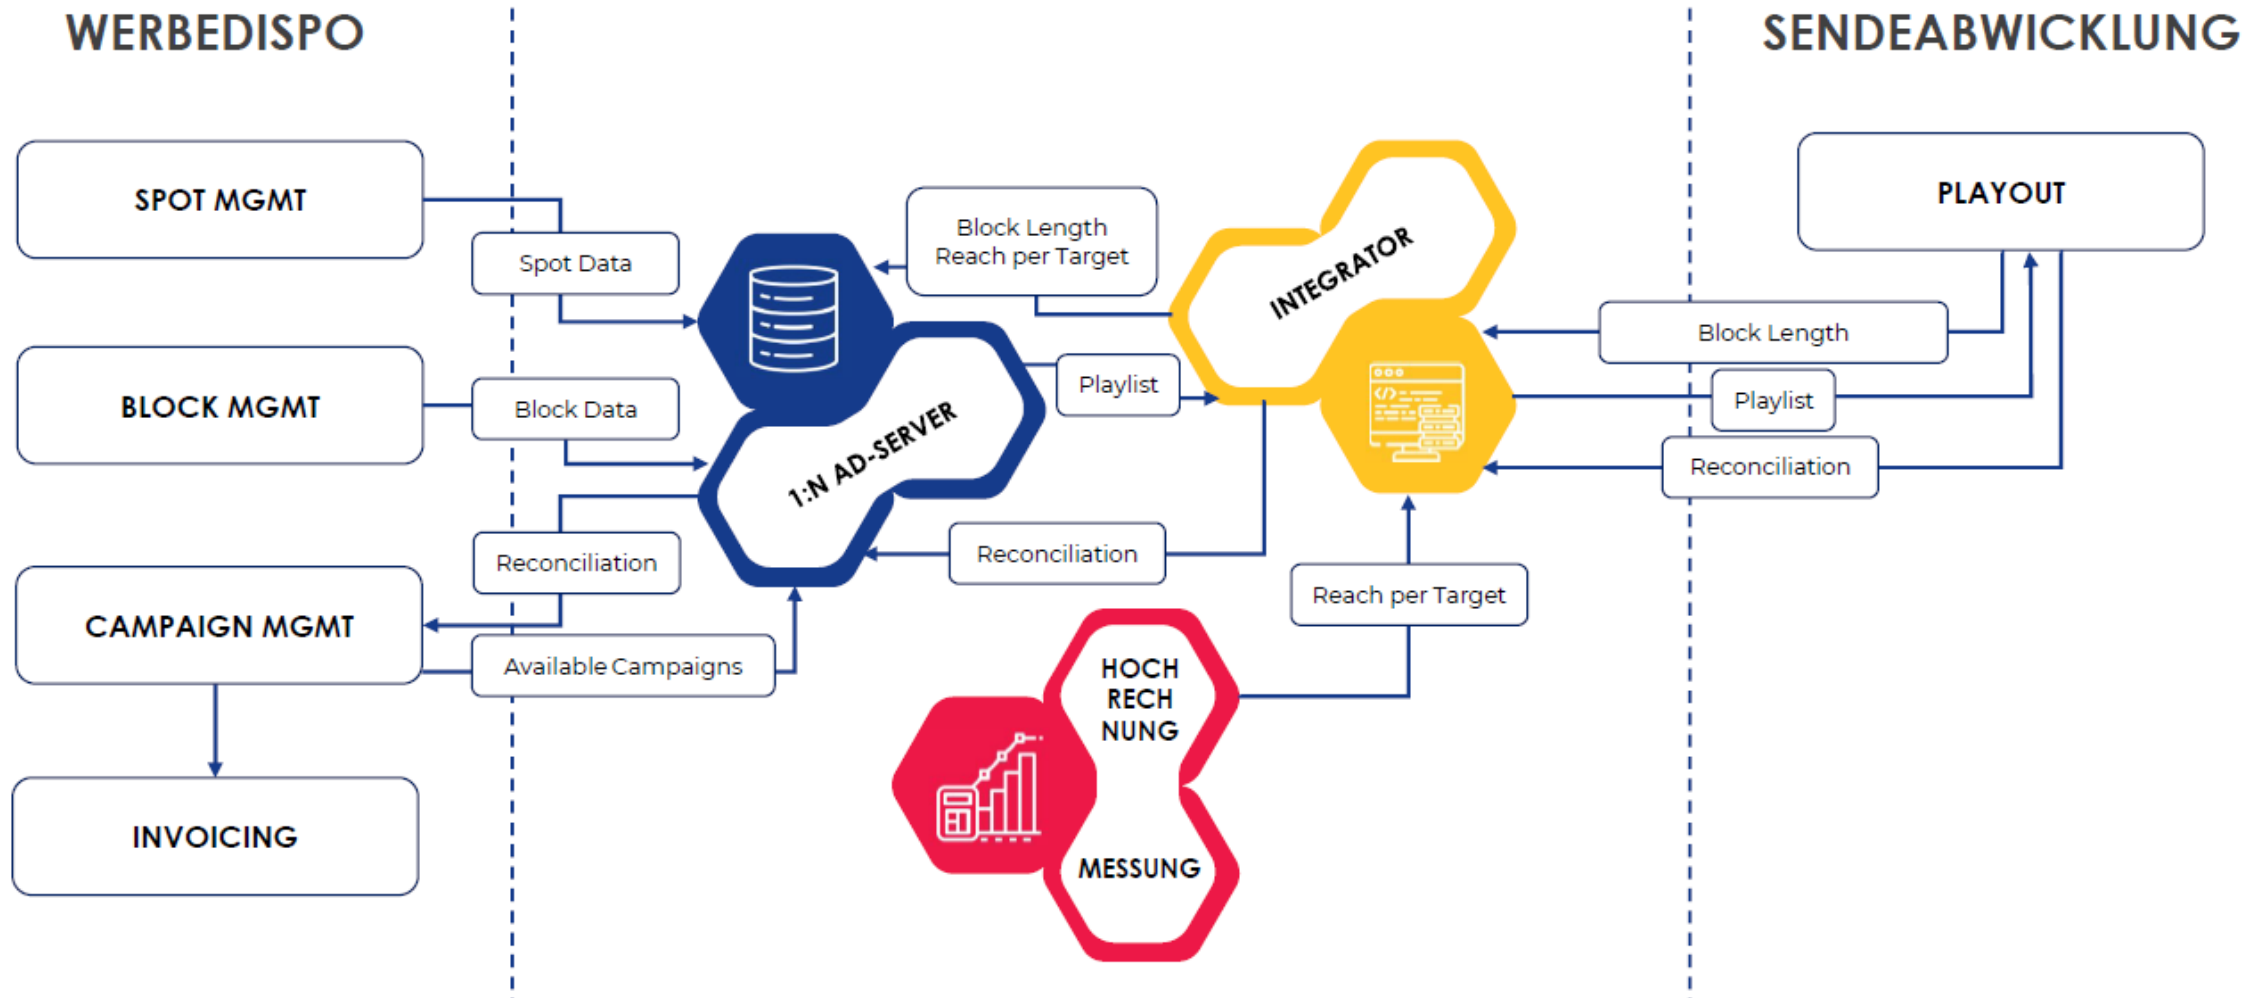 WERBEDISPO
SENDEABWICKLUNG
SPOT MGMT
Spot Data
BLOCK MGMT
Block Data
Reconciliation
CAMPAIGN MGMT
Available Campaigns
INVOICING
1:N AD-SERVER
Block Length
Reach per Target
Playlist
Reconciliation
INTEGRATOR
Reach per Target
HOCH
RECH
NUNG
MESSUNG
PLAYOUT
Block Length
Playlist
Reconciliation